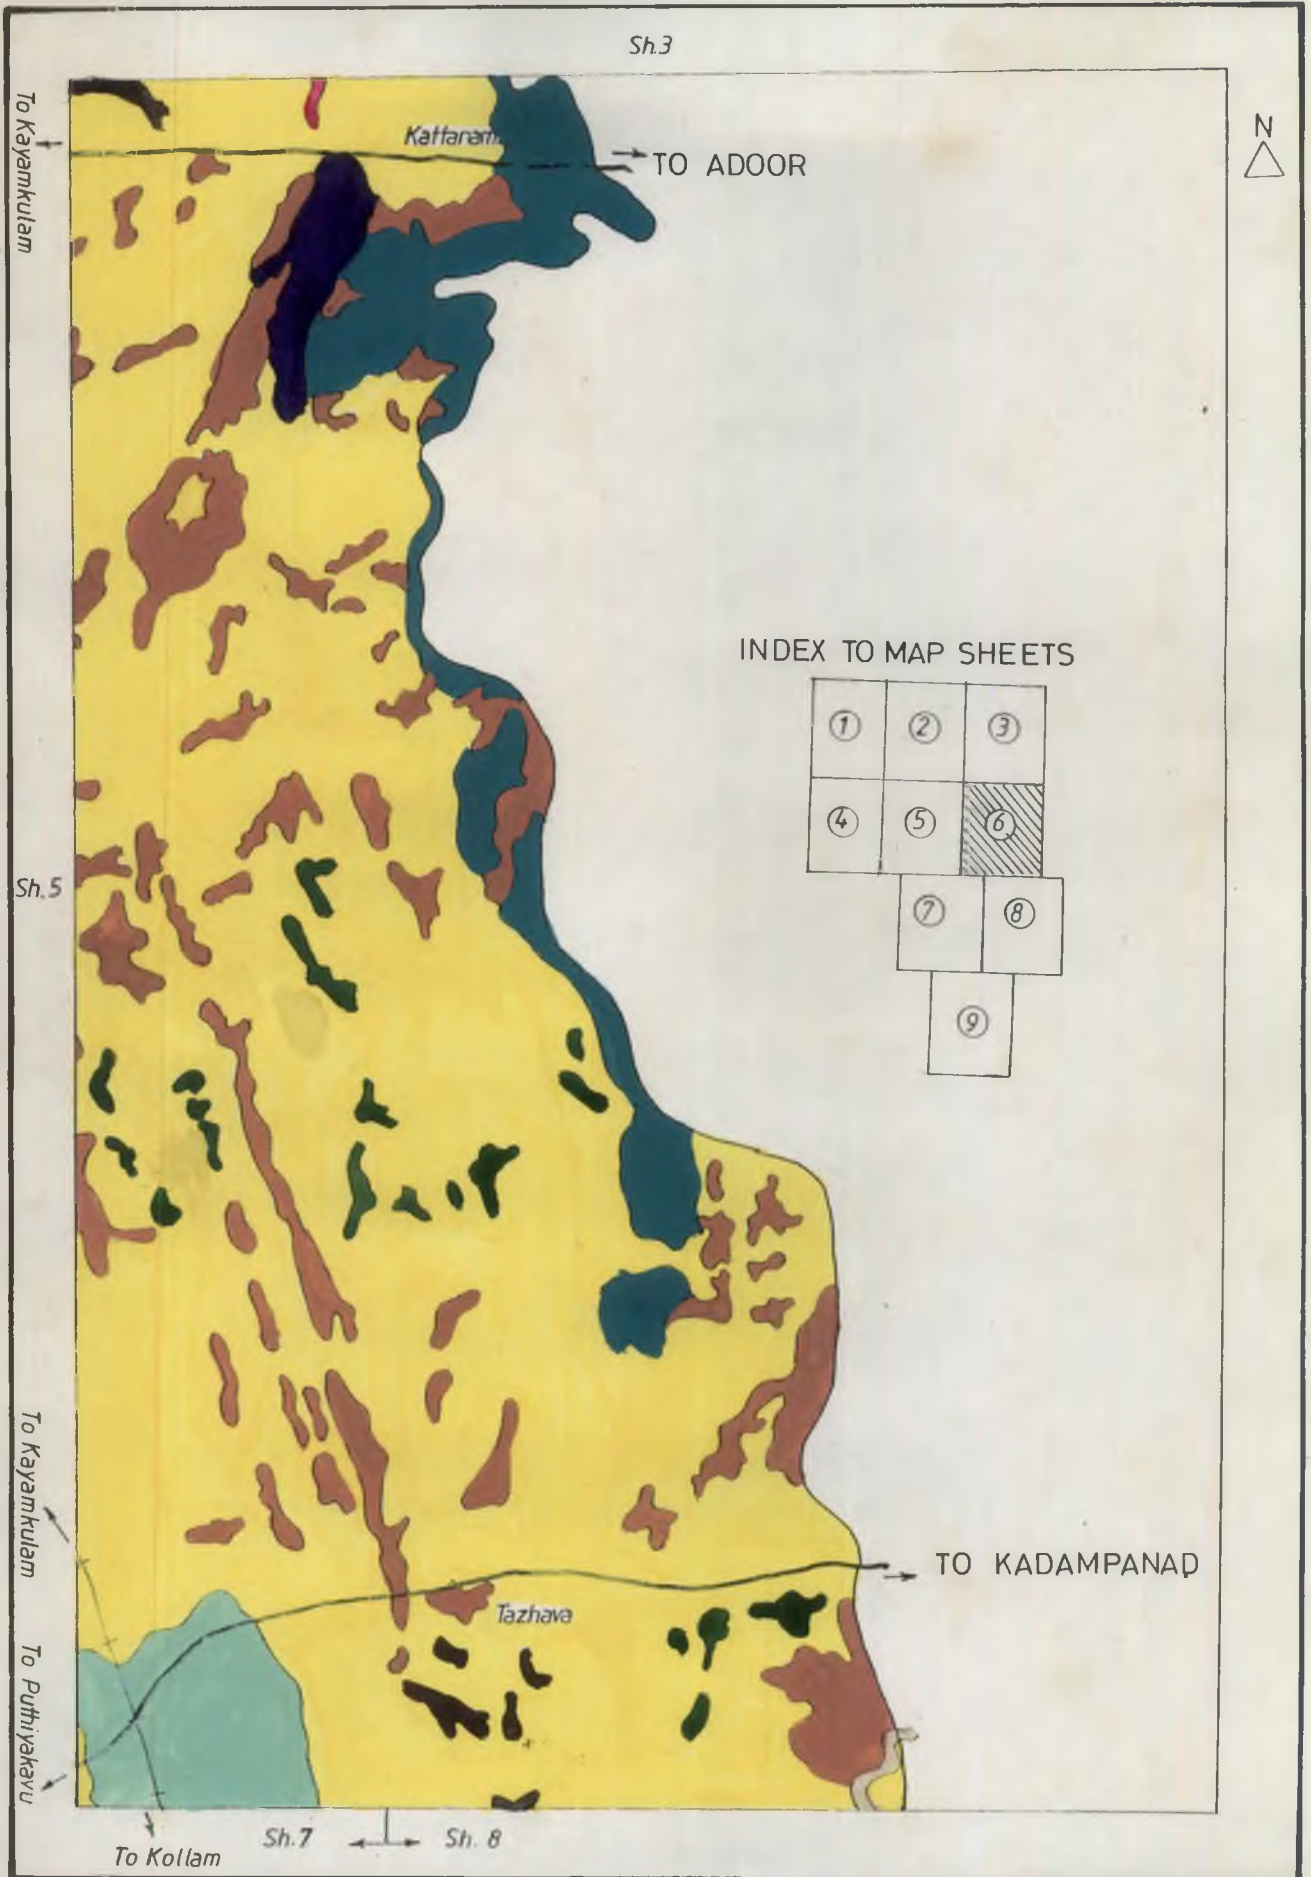 Sh.3
To Kayamkulam
Kattanam
TO ADOOR
N
INDEX TO MAP SHEETS
1 2 3
4 5 6
7 8
9
Sh.5
To Kayamkulam
TO KADAMPANAD
Tazhava
To Puthiyakavu
Sh.7 Sh. 8
To Kollam